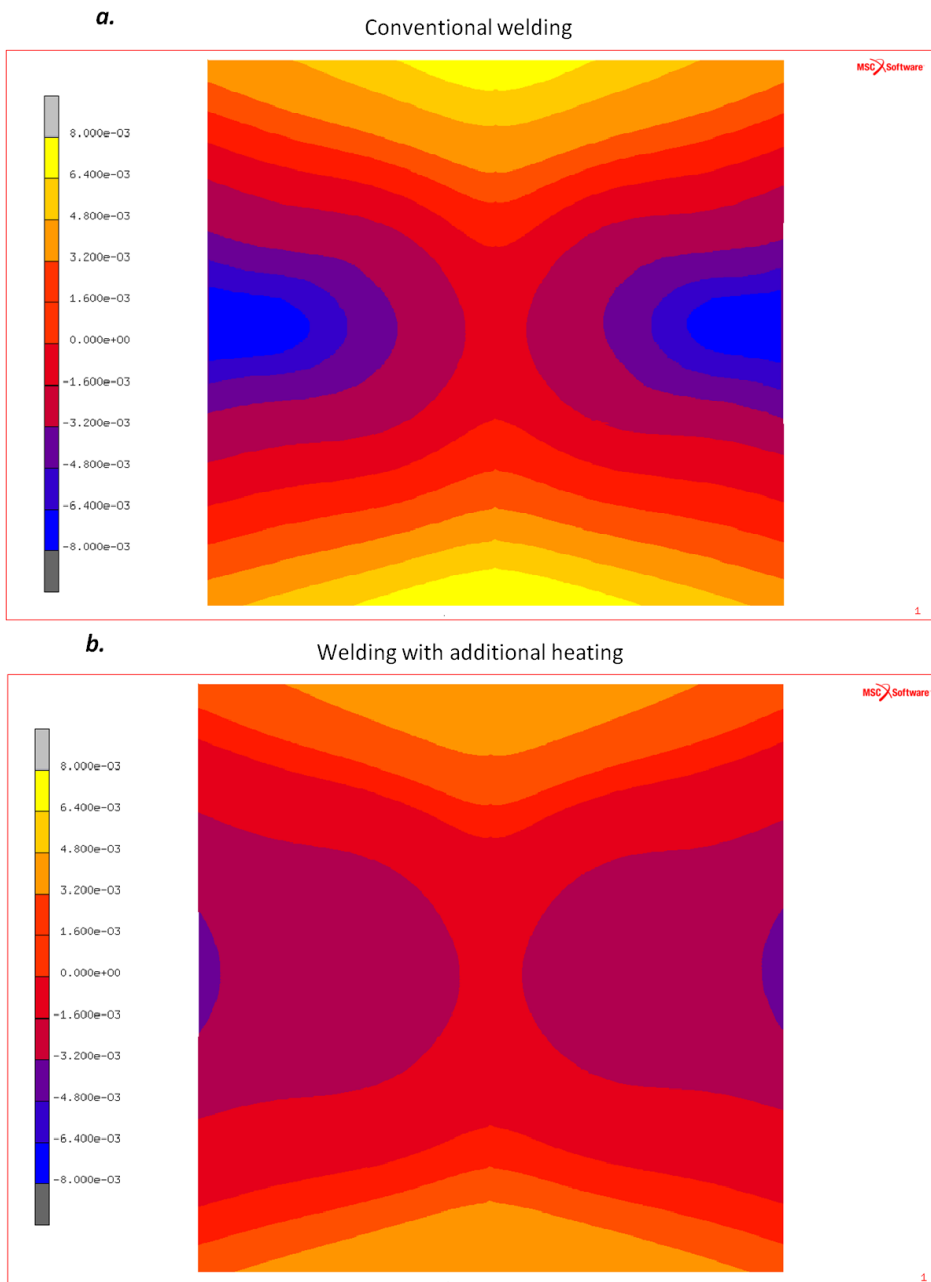 a.
Conventional welding
MSC Software
8.000e-03
6.400e-03
4.800e-03
3.200e-03
1.600e-03
0.000e+00
-1.600e-03
-3.200e-03
-4.800e-03
-6.400e-03
-8.000e-03
1
b.
Welding with additional heating
MSC Software
8.000e-03
6.400e-03
4.800e-03
3.200e-03
1.600e-03
0.000e+00
-1.600e-03
-3.200e-03
-4.800e-03
-6.400e-03
-8.000e-03
1